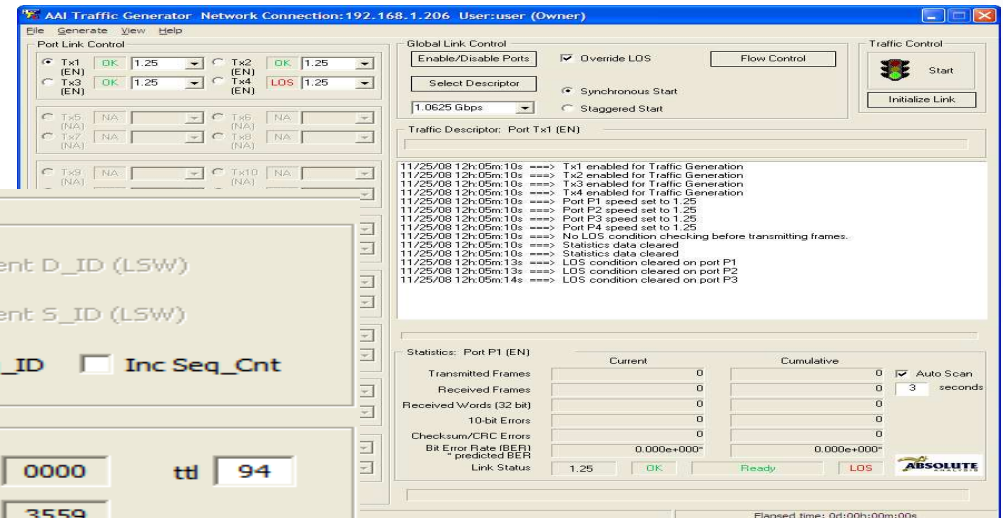 AAI Traffic Generator Network Connection:192.168.1.206 User:user (Owner)
File Generate View Help
Port Link Control
Tx1 OK 1.25 Tx2 OK 1.25
(EN) (EN)
Tx3 OK 1.25 Tx4 LOS 1.25
(EN) (EN)
Tx5 NA Tx6 NA
(NA) (NA)
Tx7 NA Tx8 NA
(NA) (NA)
Tx9 NA Tx10 NA
(NA) (NA)
Global Link Control
Enable/Disable Ports Override LOS Flow Control
Select Descriptor
Synchronous Start
1.0625 Gbps Staggered Start
Traffic Control
Start
Initialize Link
Traffic Descriptor: Port Tx1 (EN)
11/25/08 12h:05m:10s ===> Tx1 enabled for Traffic Generation
11/25/08 12h:05m:10s ===> Tx2 enabled for Traffic Generation
11/25/08 12h:05m:10s ===> Tx3 enabled for Traffic Generation
11/25/08 12h:05m:10s ===> Tx4 enabled for Traffic Generation
11/25/08 12h:05m:10s ===> Port P1 speed set to 1.25
11/25/08 12h:05m:10s ===> Port P2 speed set to 1.25
11/25/08 12h:05m:10s ===> Port P3 speed set to 1.25
11/25/08 12h:05m:10s ===> Port P4 speed set to 1.25
11/25/08 12h:05m:10s ===> No LOS condition checking before transmitting frames.
11/25/08 12h:05m:10s ===> Statistics data cleared
11/25/08 12h:05m:10s ===> Statistics data cleared
11/25/08 12h:05m:13s ===> LOS condition cleared on port P1
11/25/08 12h:05m:13s ===> LOS condition cleared on port P2
11/25/08 12h:05m:14s ===> LOS condition cleared on port P3
Statistics: Port P1 (EN)
Current Cumulative
Transmitted Frames 0 0 Auto Scan
Received Frames 0 0 3 seconds
Received Words (32 bit) 0 0
10-bit Errors 0 0
Checksum/CRC Errors 0 0
Bit Error Rate (BER) 0.000e+000* 0.000e+000*
* predicted BER
Link Status 1.25 OK Ready LOS
ABSOLUTE
Elapsed time: 0d:00h:00m:00s
ent D_ID (LSW)
ent S_ID (LSW)
_ID Inc Seq_Cnt
0000 ttl 94
3559